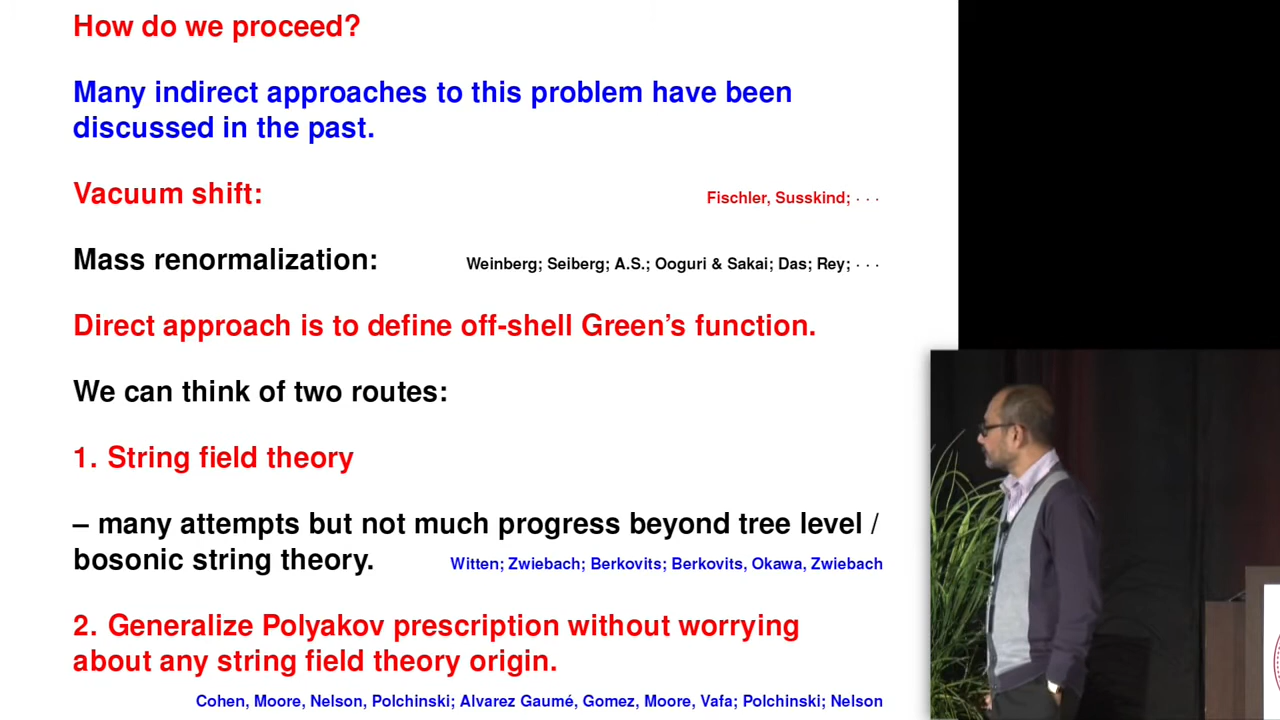 How do we proceed?
Many indirect approaches to this problem have been
discussed in the past.
Vacuum shift: Fischler, Susskind; · · ·
Mass renormalization: Weinberg; Seiberg; A.S.; Ooguri & Sakai; Das; Rey; · · ·
Direct approach is to define off-shell Green's function.
We can think of two routes:
1. String field theory
– many attempts but not much progress beyond tree level /
bosonic string theory. Witten; Zwiebach; Berkovits; Berkovits, Okawa, Zwiebach
2. Generalize Polyakov prescription without worrying
about any string field theory origin.
Cohen, Moore, Nelson, Polchinski; Alvarez Gaumé, Gomez, Moore, Vafa; Polchinski; Nelson